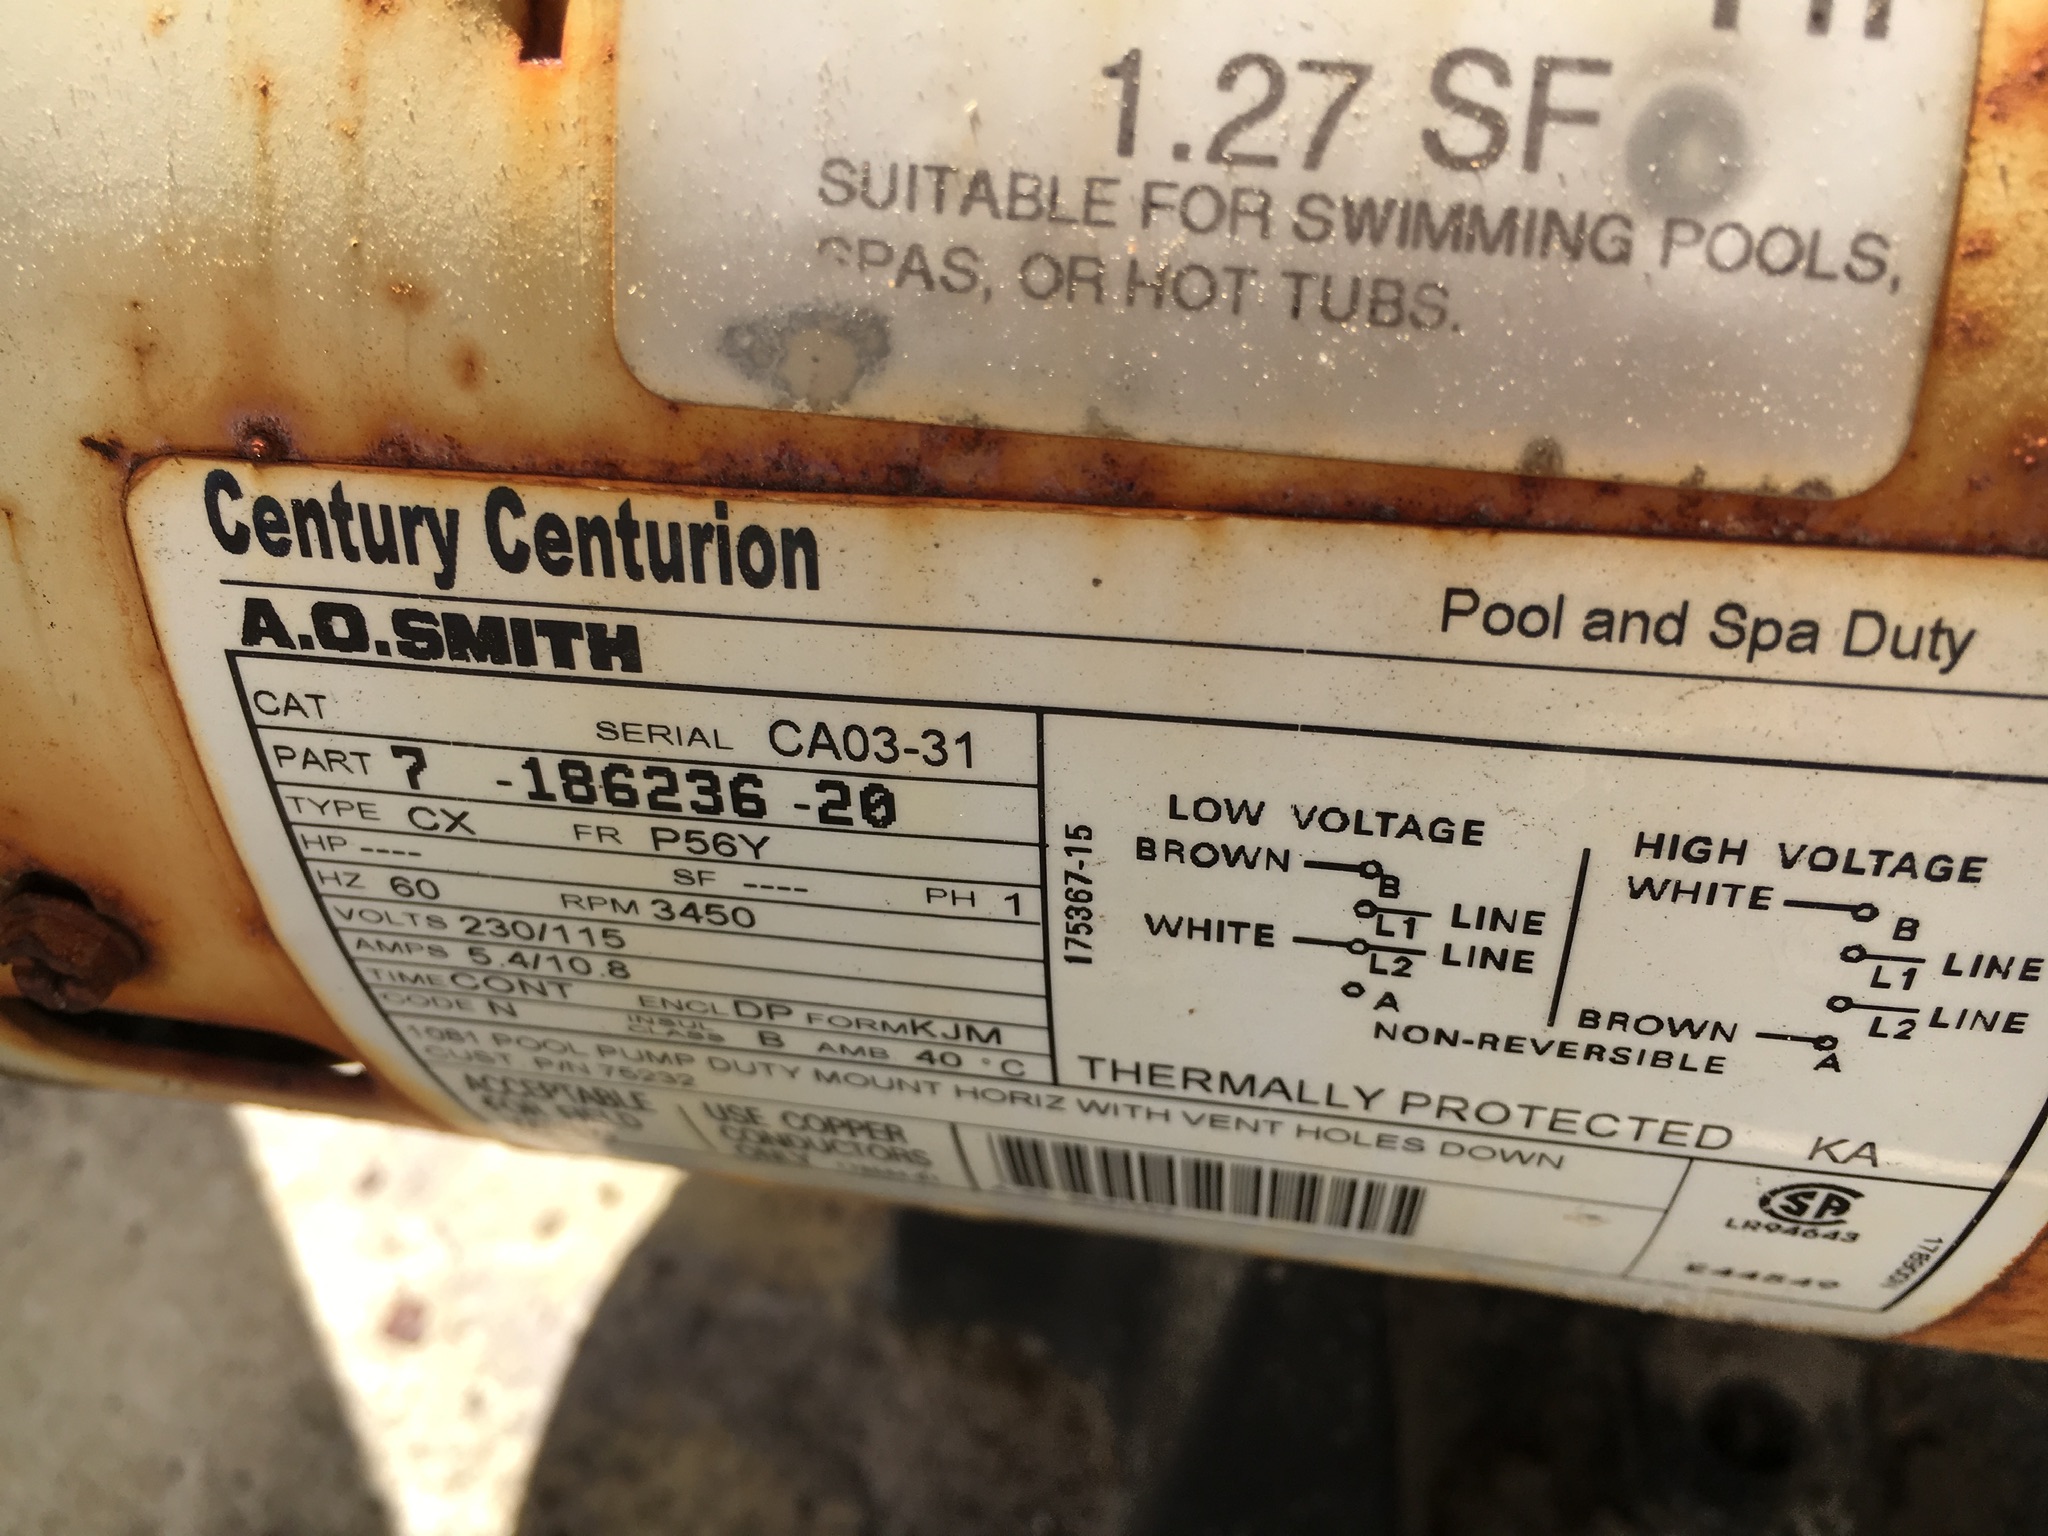 1.27 SF
SUITABLE FOR SWIMMING POOLS,
SPAS, OR HOT TUBS.
Century Centurion
A.O.SMITH
Pool and Spa Duty
CAT SERIAL CA03-31
PART 7 -186236 -20
TYPE CX FR P56Y
HP ---- SF ---- PH 1
HZ 60 RPM 3450
VOLTS 230/115
AMPS 5.4/10.8
TIME CONT ENCL DP FORM KJM
CODE N INSUL CLASS B AMB 40 °C
1081 POOL PUMP DUTY MOUNT HORIZ WITH VENT HOLES DOWN
CUST. P/N 75232
175367-15
LOW VOLTAGE
BROWN B
L1 LINE
WHITE L2 LINE
A
HIGH VOLTAGE
WHITE B
L1 LINE
L2 LINE
BROWN A
NON-REVERSIBLE
THERMALLY PROTECTED KA
ACCEPTABLE
FOR FIELD
USE COPPER
CONDUCTORS
ONLY
SA
LR94643